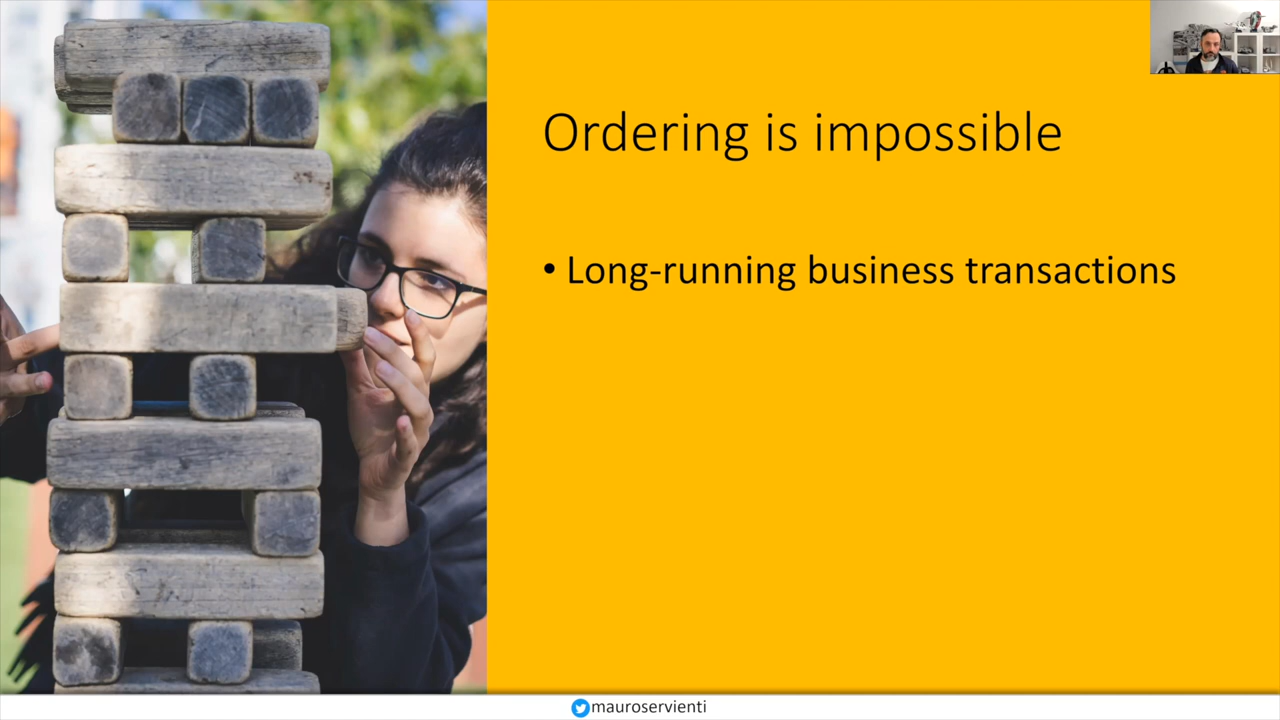 Ordering is impossible
• Long-running business transactions
mauroservienti